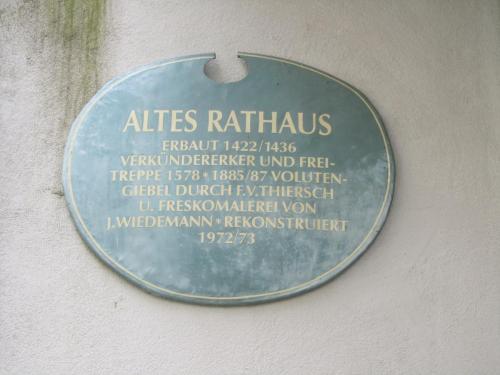 ALTES RATHAUS
ERBAUT 1422/1436
VERKÜNDERERKER UND FREI-
TREPPE 1578 * 1885/87 VOLUTEN-
GIEBEL DURCH F.V. THIERSCH
U. FRESKOMALEREI VON
J.WIEDEMANN * REKONSTRUIERT
1972/73